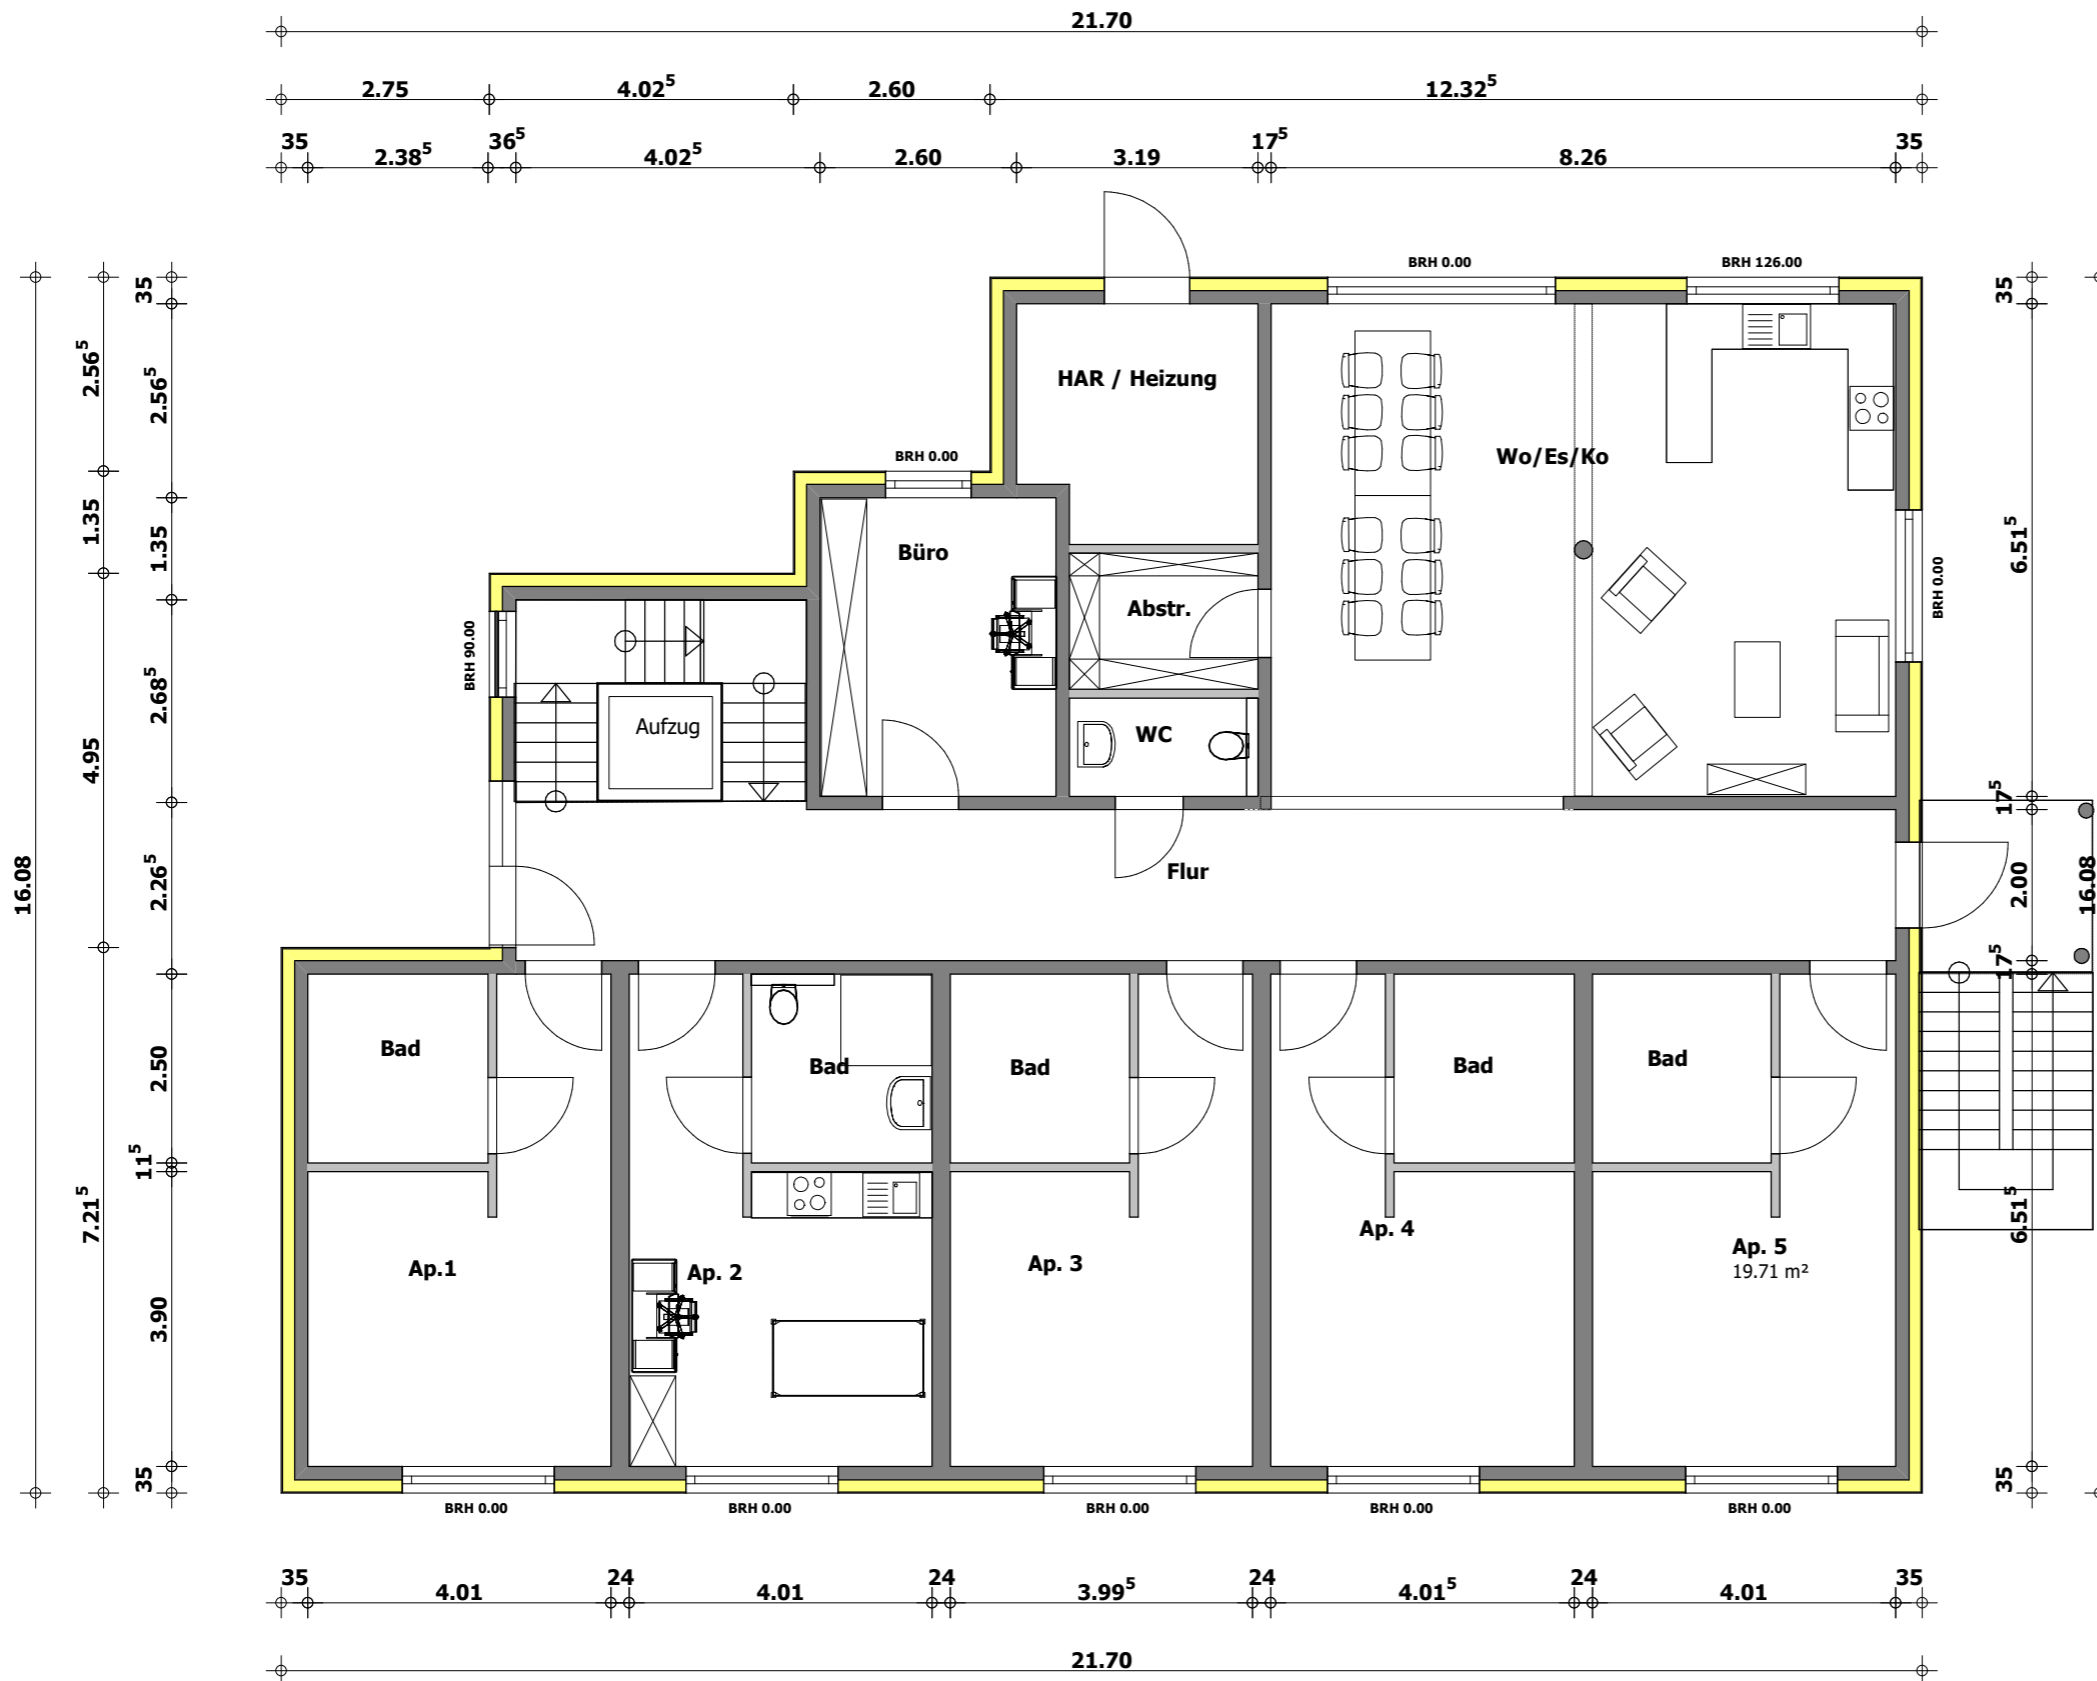 21.70
2.75 4.02⁵ 2.60 12.32⁵
35 2.38⁵ 36⁵ 4.02⁵ 2.60 3.19 17⁵ 8.26 35
BRH 0.00 BRH 126.00
35 2.56⁵ 1.35 2.68⁵ 2.26⁵ 2.50 11⁵ 3.90 35
2.56⁵ 1.35 4.95 7.21⁵
16.08
HAR / Heizung
BRH 0.00
Wo/Es/Ko
Büro
BRH 0.00
Abstr.
BRH 90.00
Aufzug
WC
Flur
35 6.51⁵ 17⁵ 2.00 17⁵ 6.51⁵ 35
16.08
Bad
Bad
Bad
Bad
Bad
Ap.1
Ap. 2
Ap. 3
Ap. 4
Ap. 5
19.71 m²
BRH 0.00 BRH 0.00 BRH 0.00 BRH 0.00 BRH 0.00
35 4.01 24 4.01 24 3.99⁵ 24 4.01⁵ 24 4.01 35
21.70